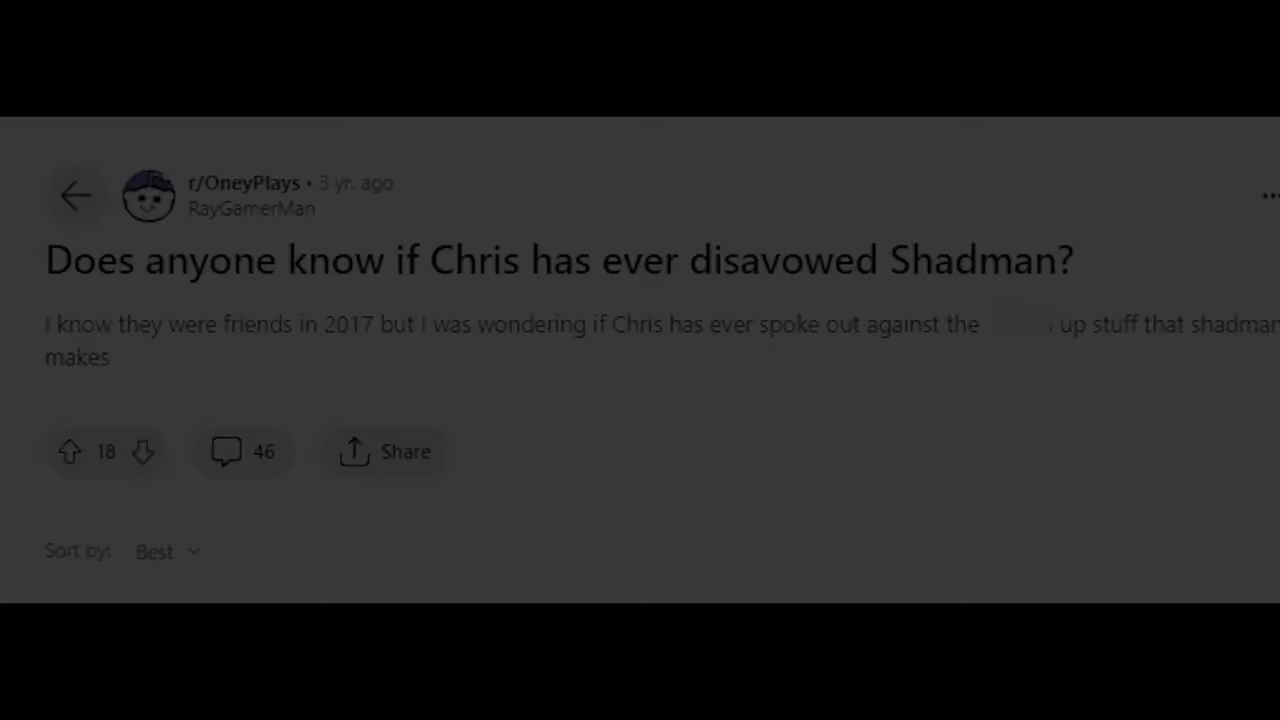 r/OneyPlays • 3 yr. ago
RayGamerMan
Does anyone know if Chris has ever disavowed Shadman?
I know they were friends in 2017 but I was wondering if Chris has ever spoke out against the up stuff that shadman
makes
18 46 Share
Sort by: Best